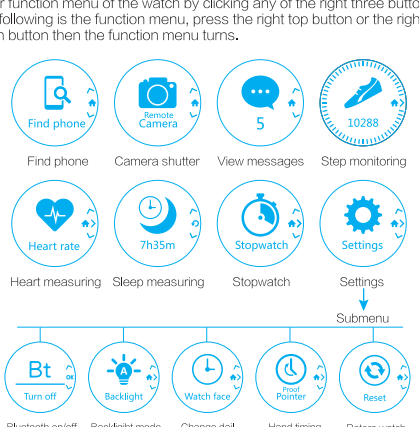 r function menu of the watch by clicking any of the right three butto
following is the function menu, press the right top button or the righ
button then the function menu turns.
Find phone
Remote
Camera
5
10288
Find phone Camera shutter View messages Step monitoring
Heart rate
7h35m
Stopwatch
Settings
Heart measuring Sleep measuring Stopwatch Settings
Submenu
Bt
OK
Turn off
A
Backlight
Watch face
Proof
Pointer
Reset
Bluetooth on/off Backlight mode Change dail Hand timing